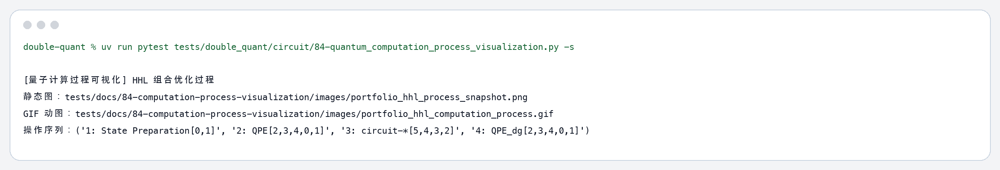 double-quant % uv run pytest tests/double_quant/circuit/84-quantum_computation_process_visualization.py -s
[量子计算过程可视化] HHL 组合优化过程
静态图：tests/docs/84-computation-process-visualization/images/portfolio_hhl_process_snapshot.png
GIF 动图：tests/docs/84-computation-process-visualization/images/portfolio_hhl_computation_process.gif
操作序列：('1: State Preparation[0,1]', '2: QPE[2,3,4,0,1]', '3: circuit-*[5,4,3,2]', '4: QPE_dg[2,3,4,0,1]')